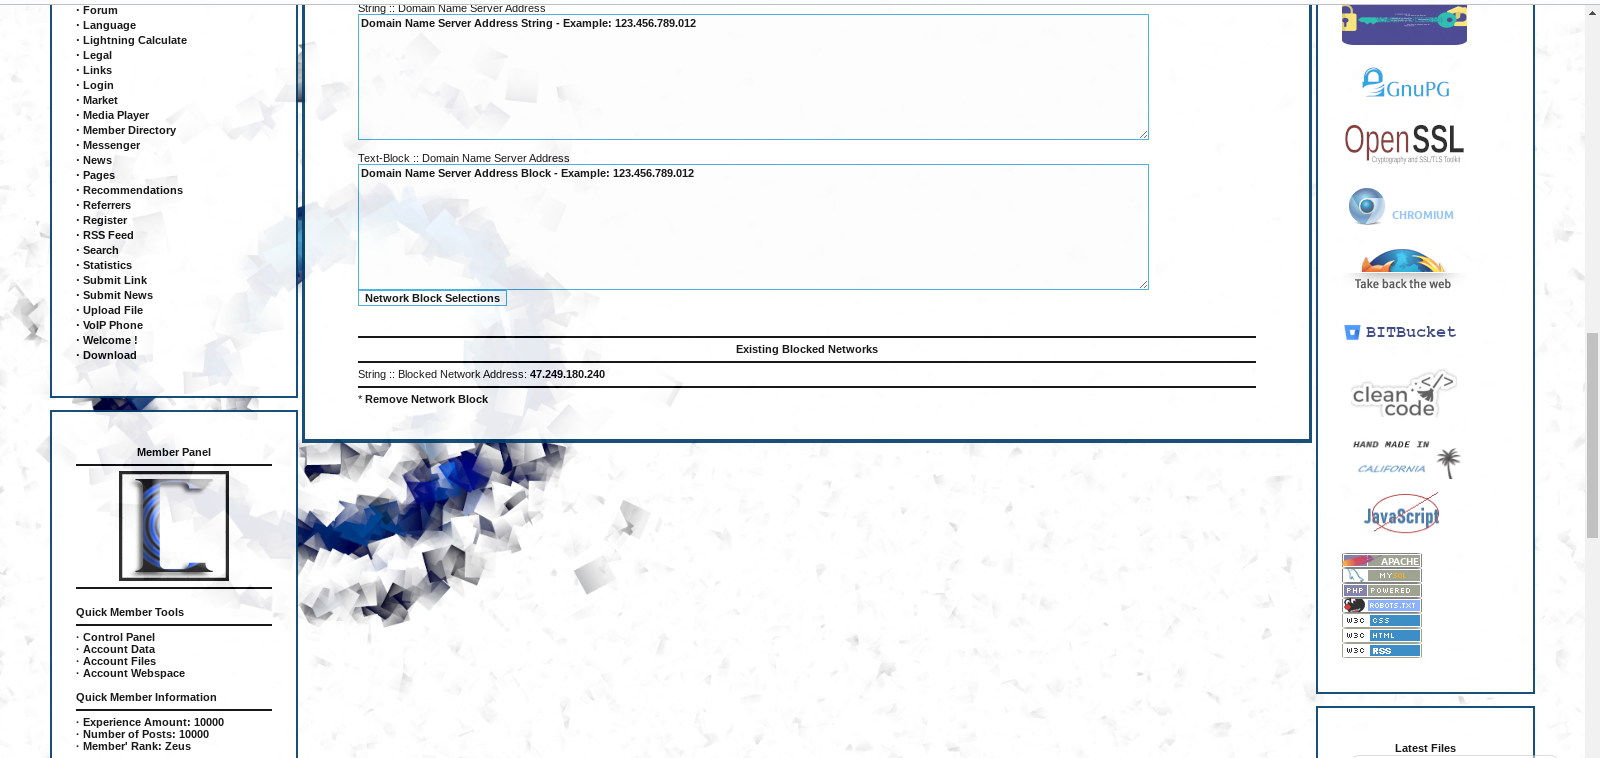 · Forum
· Language
· Lightning Calculate
· Legal
· Links
· Login
· Market
· Media Player
· Member Directory
· Messenger
· News
· Pages
· Recommendations
· Referrers
· Register
· RSS Feed
· Search
· Statistics
· Submit Link
· Submit News
· Upload File
· VoIP Phone
· Welcome !
· Download
Member Panel
E
Quick Member Tools
· Control Panel
· Account Data
· Account Files
· Account Webspace
Quick Member Information
· Experience Amount: 10000
· Number of Posts: 10000
· Member' Rank: Zeus
String :: Domain Name Server Address
Domain Name Server Address String - Example: 123.456.789.012
Text-Block :: Domain Name Server Address
Domain Name Server Address Block - Example: 123.456.789.012
Network Block Selections
Existing Blocked Networks
String :: Blocked Network Address: 47.249.180.240
* Remove Network Block
GnuPG
OpenSSL
Cryptography and SSL/TLS Toolkit
CHROMIUM
Take back the web
BITBucket
clean
code
HAND MADE IN
CALIFORNIA
JavaScript
APACHE
MY
PHP POWERED
ROBOTS.TXT
W3C CSS
W3C HTML
W3C RSS
Latest Files